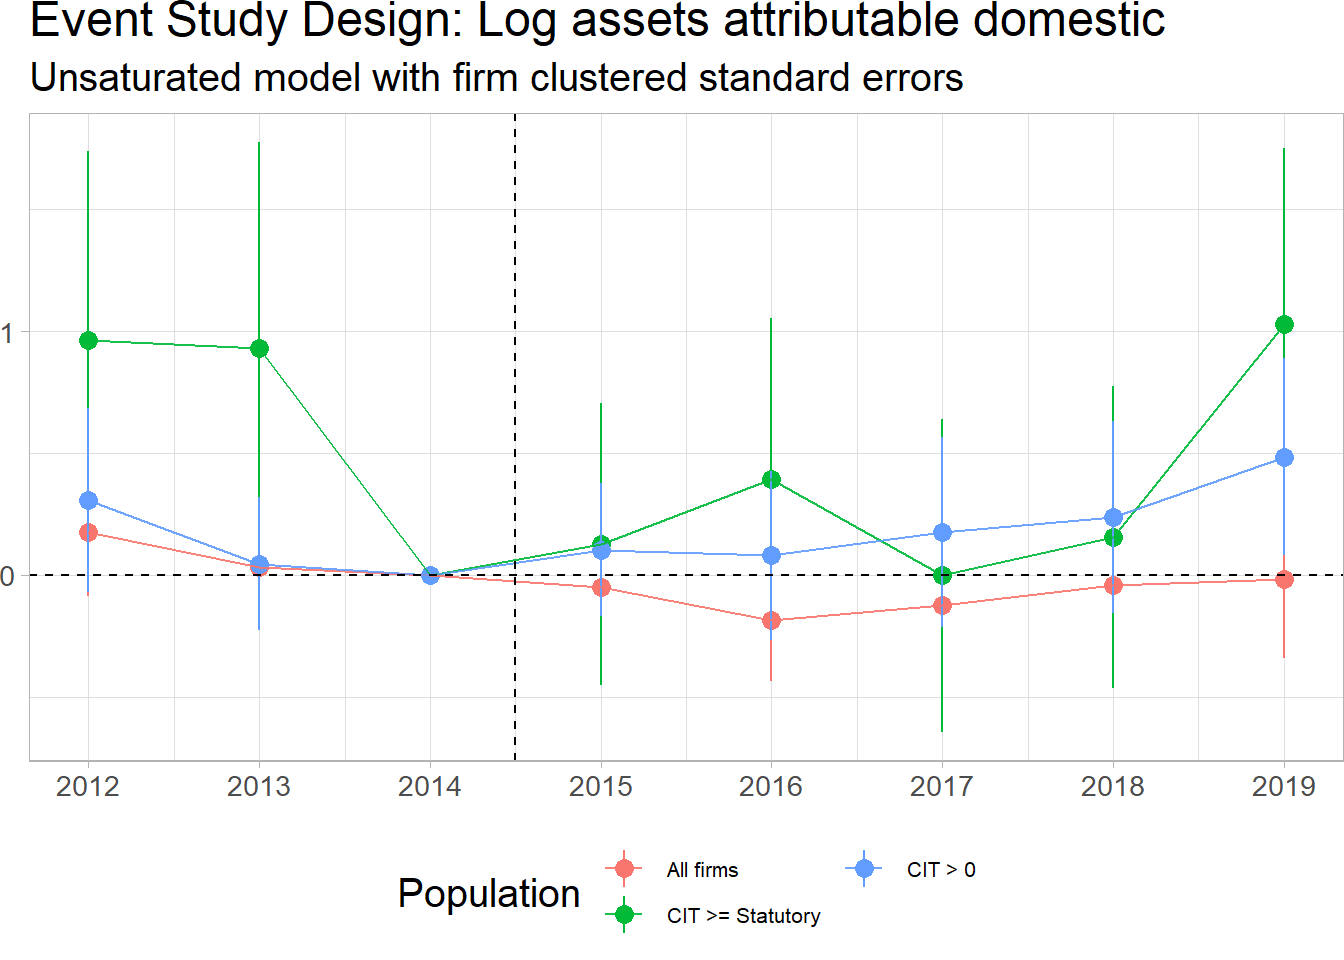 Event Study Design: Log assets attributable domestic
Unsaturated model with firm clustered standard errors
1
0
2012 2013 2014 2015 2016 2017 2018 2019
Population
All firms
CIT > 0
CIT >= Statutory